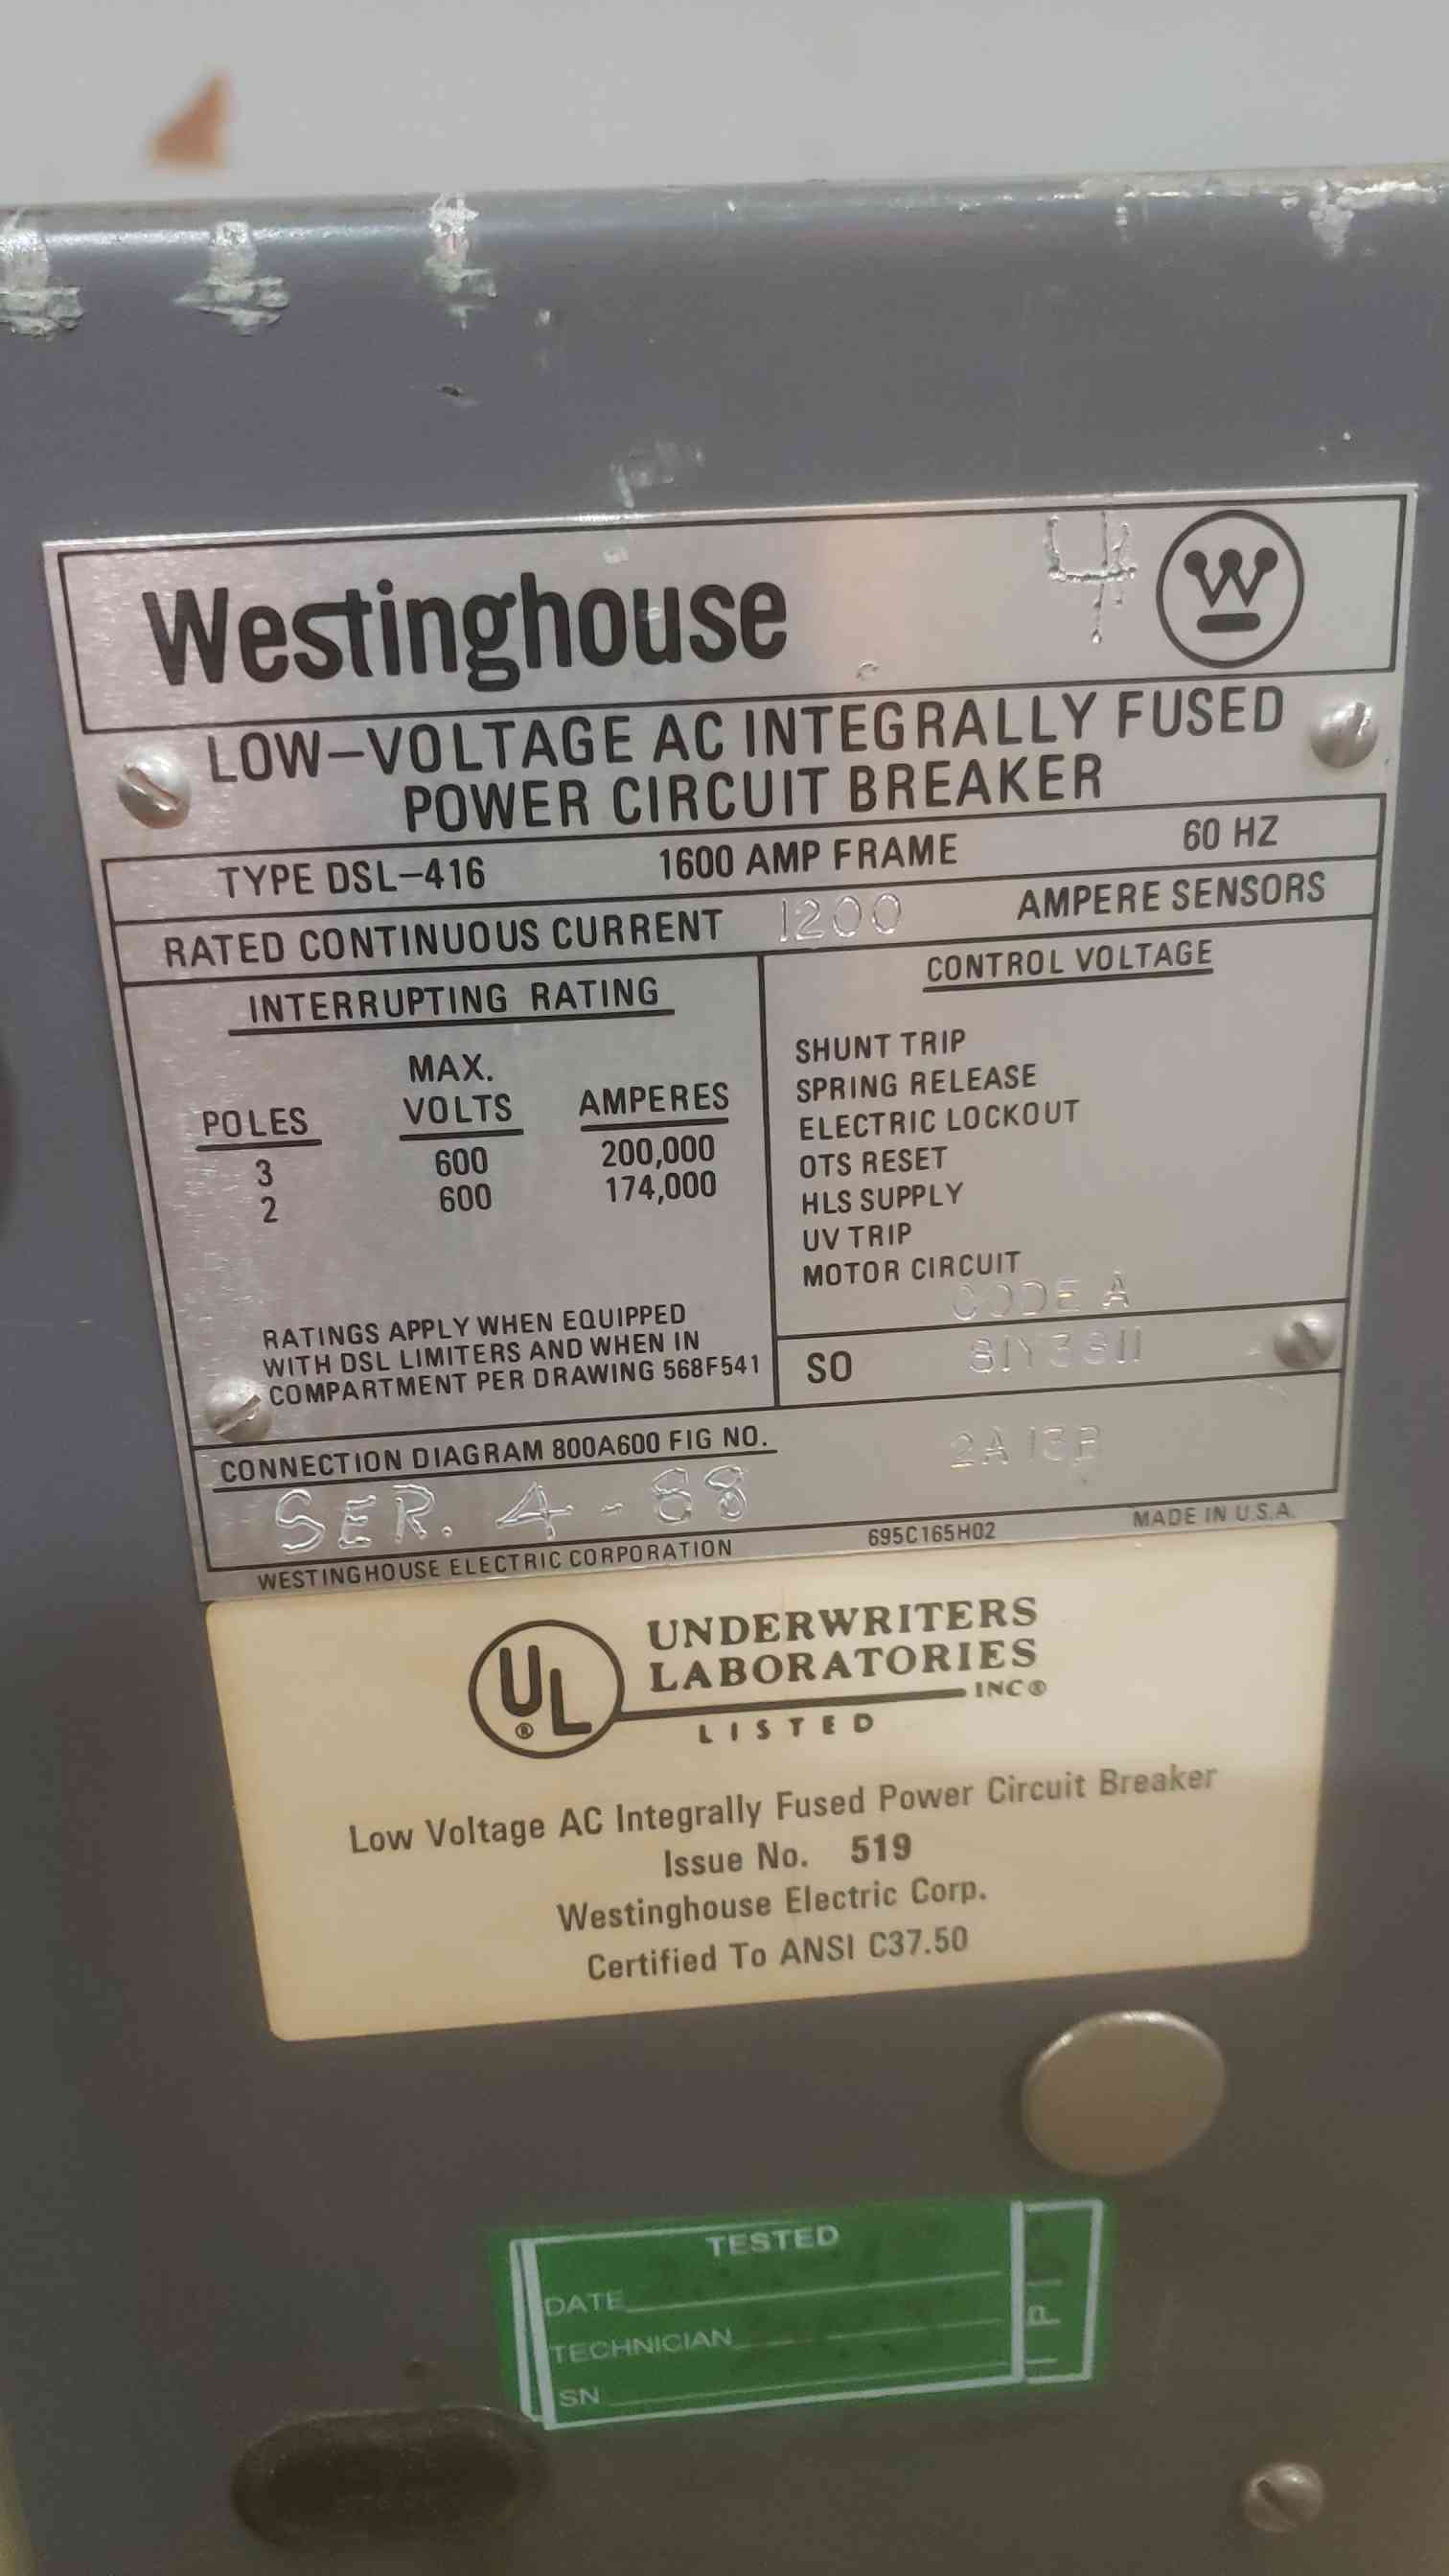 4
Westinghouse
W
LOW-VOLTAGE AC INTEGRALLY FUSED
POWER CIRCUIT BREAKER
TYPE DSL-416 1600 AMP FRAME 60 HZ
RATED CONTINUOUS CURRENT 1200 AMPERE SENSORS
INTERRUPTING RATING
POLES MAX. VOLTS AMPERES
3 600 200,000
2 600 174,000
RATINGS APPLY WHEN EQUIPPED
WITH DSL LIMITERS AND WHEN IN
COMPARTMENT PER DRAWING 568F541
CONTROL VOLTAGE
SHUNT TRIP
SPRING RELEASE
ELECTRIC LOCKOUT
OTS RESET
HLS SUPPLY
UV TRIP
MOTOR CIRCUIT
CODE A
SO
CONNECTION DIAGRAM 800A600 FIG NO.
SER. 4-88
WESTINGHOUSE ELECTRIC CORPORATION 695C165H02 MADE IN U.S.A.
UL
®
UNDERWRITERS
LABORATORIES
INC®
LISTED
Low Voltage AC Integrally Fused Power Circuit Breaker
Issue No. 519
Westinghouse Electric Corp.
Certified To ANSI C37.50
TESTED
DATE
TECHNICIAN
SN